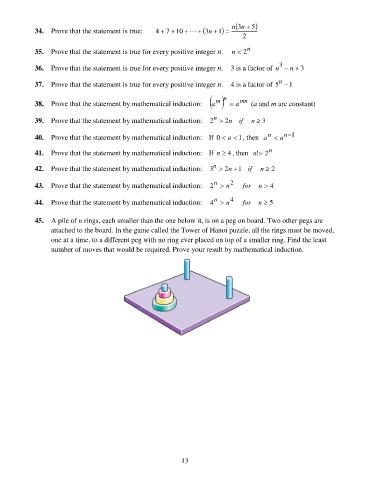 34. Prove that the statement is true: 4 + 7 + 10 + ⋯ + (3n + 1) = n(3n + 5)/2
35. Prove that the statement is true for every positive integer n. n < 2^n
36. Prove that the statement is true for every positive integer n. 3 is a factor of n^3 − n + 3
37. Prove that the statement is true for every positive integer n. 4 is a factor of 5^n − 1
38. Prove that the statement by mathematical induction: (a^m)^n = a^mn (a and m are constant)
39. Prove that the statement by mathematical induction: 2^n > 2n if n ≥ 3
40. Prove that the statement by mathematical induction: If 0 < a < 1, then a^n < a^n−1
41. Prove that the statement by mathematical induction: If n ≥ 4, then n! > 2^n
42. Prove that the statement by mathematical induction: 3^n > 2n + 1 if n ≥ 2
43. Prove that the statement by mathematical induction: 2^n > n^2 for n > 4
44. Prove that the statement by mathematical induction: 4^n > n^4 for n ≥ 5
45. A pile of n rings, each smaller than the one below it, is on a peg on board. Two other pegs are
attached to the board. In the game called the Tower of Hanoi puzzle, all the rings must be moved,
one at a time, to a different peg with no ring ever placed on top of a smaller ring. Find the least
number of moves that would be required. Prove your result by mathematical induction.
13